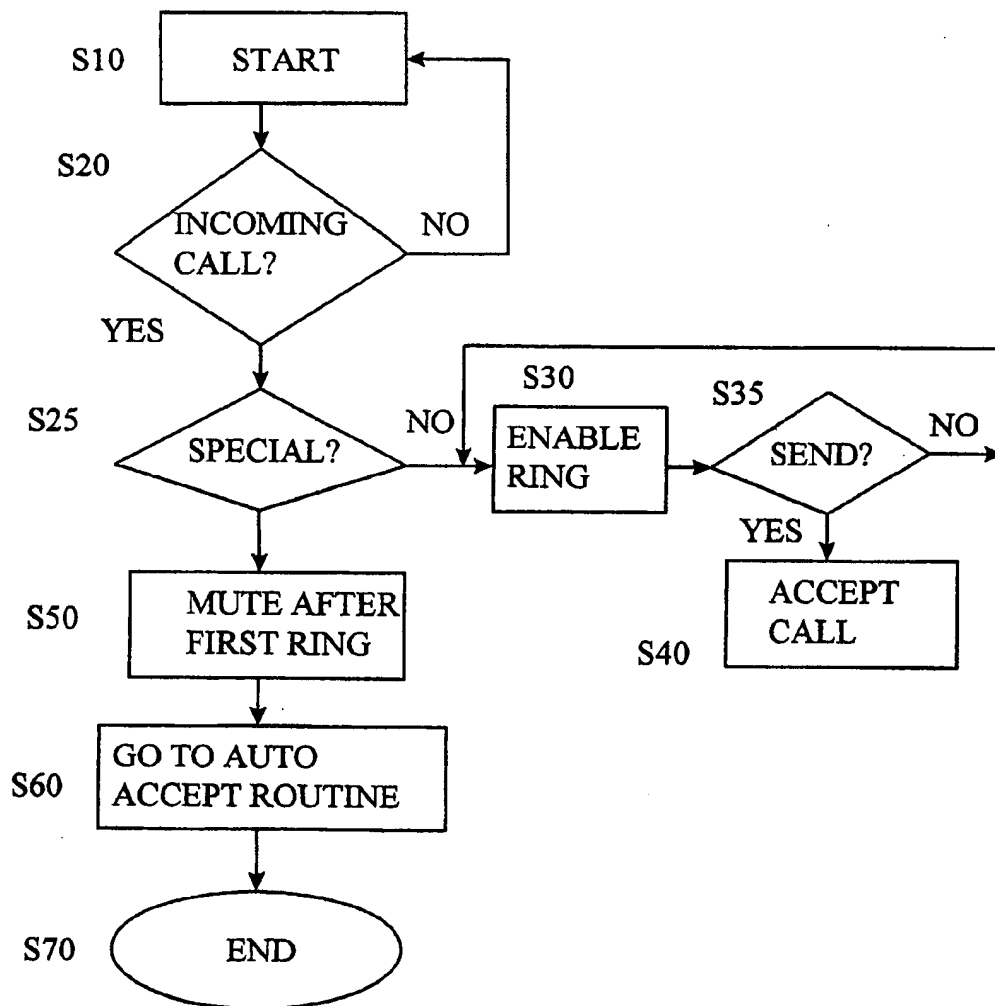 S10
START
S20
INCOMING
CALL?
NO
YES
S25
SPECIAL?
NO
S30
ENABLE
RING
S35
SEND?
NO
YES
S40
ACCEPT
CALL
S50
MUTE AFTER
FIRST RING
S60
GO TO AUTO
ACCEPT ROUTINE
S70
END